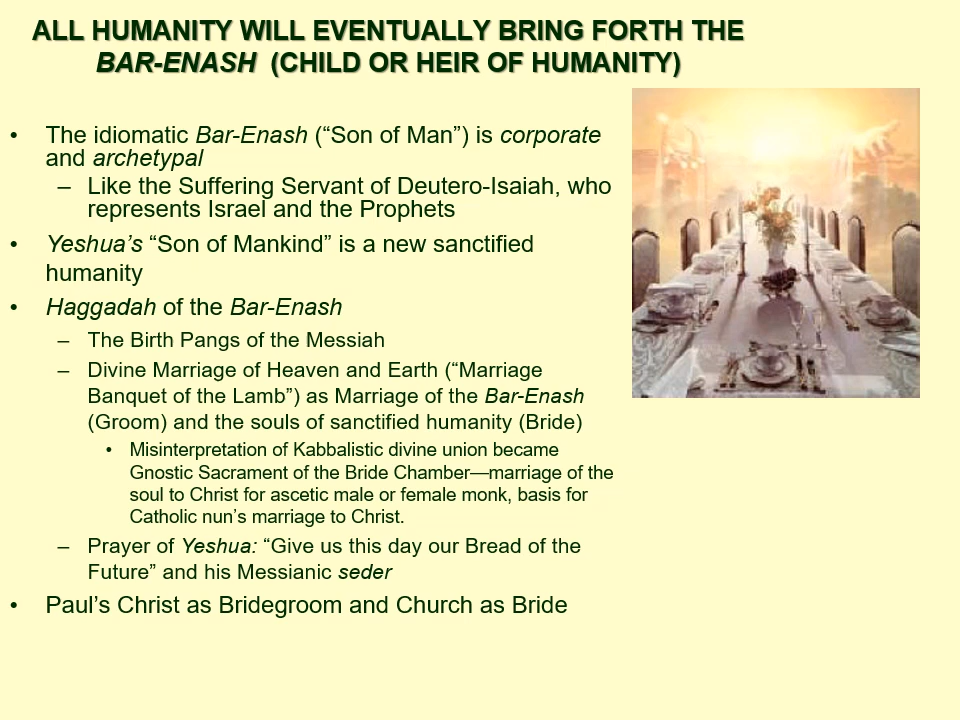 ALL HUMANITY WILL EVENTUALLY BRING FORTH THE
BAR-ENASH (CHILD OR HEIR OF HUMANITY)
• The idiomatic Bar-Enash (“Son of Man”) is corporate
and archetypal
– Like the Suffering Servant of Deutero-Isaiah, who
represents Israel and the Prophets
• Yeshua’s “Son of Mankind” is a new sanctified
humanity
• Haggadah of the Bar-Enash
– The Birth Pangs of the Messiah
– Divine Marriage of Heaven and Earth (“Marriage
Banquet of the Lamb”) as Marriage of the Bar-Enash
(Groom) and the souls of sanctified humanity (Bride)
• Misinterpretation of Kabbalistic divine union became
Gnostic Sacrament of the Bride Chamber—marriage of the
soul to Christ for ascetic male or female monk, basis for
Catholic nun’s marriage to Christ.
– Prayer of Yeshua: “Give us this day our Bread of the
Future” and his Messianic seder
• Paul’s Christ as Bridegroom and Church as Bride